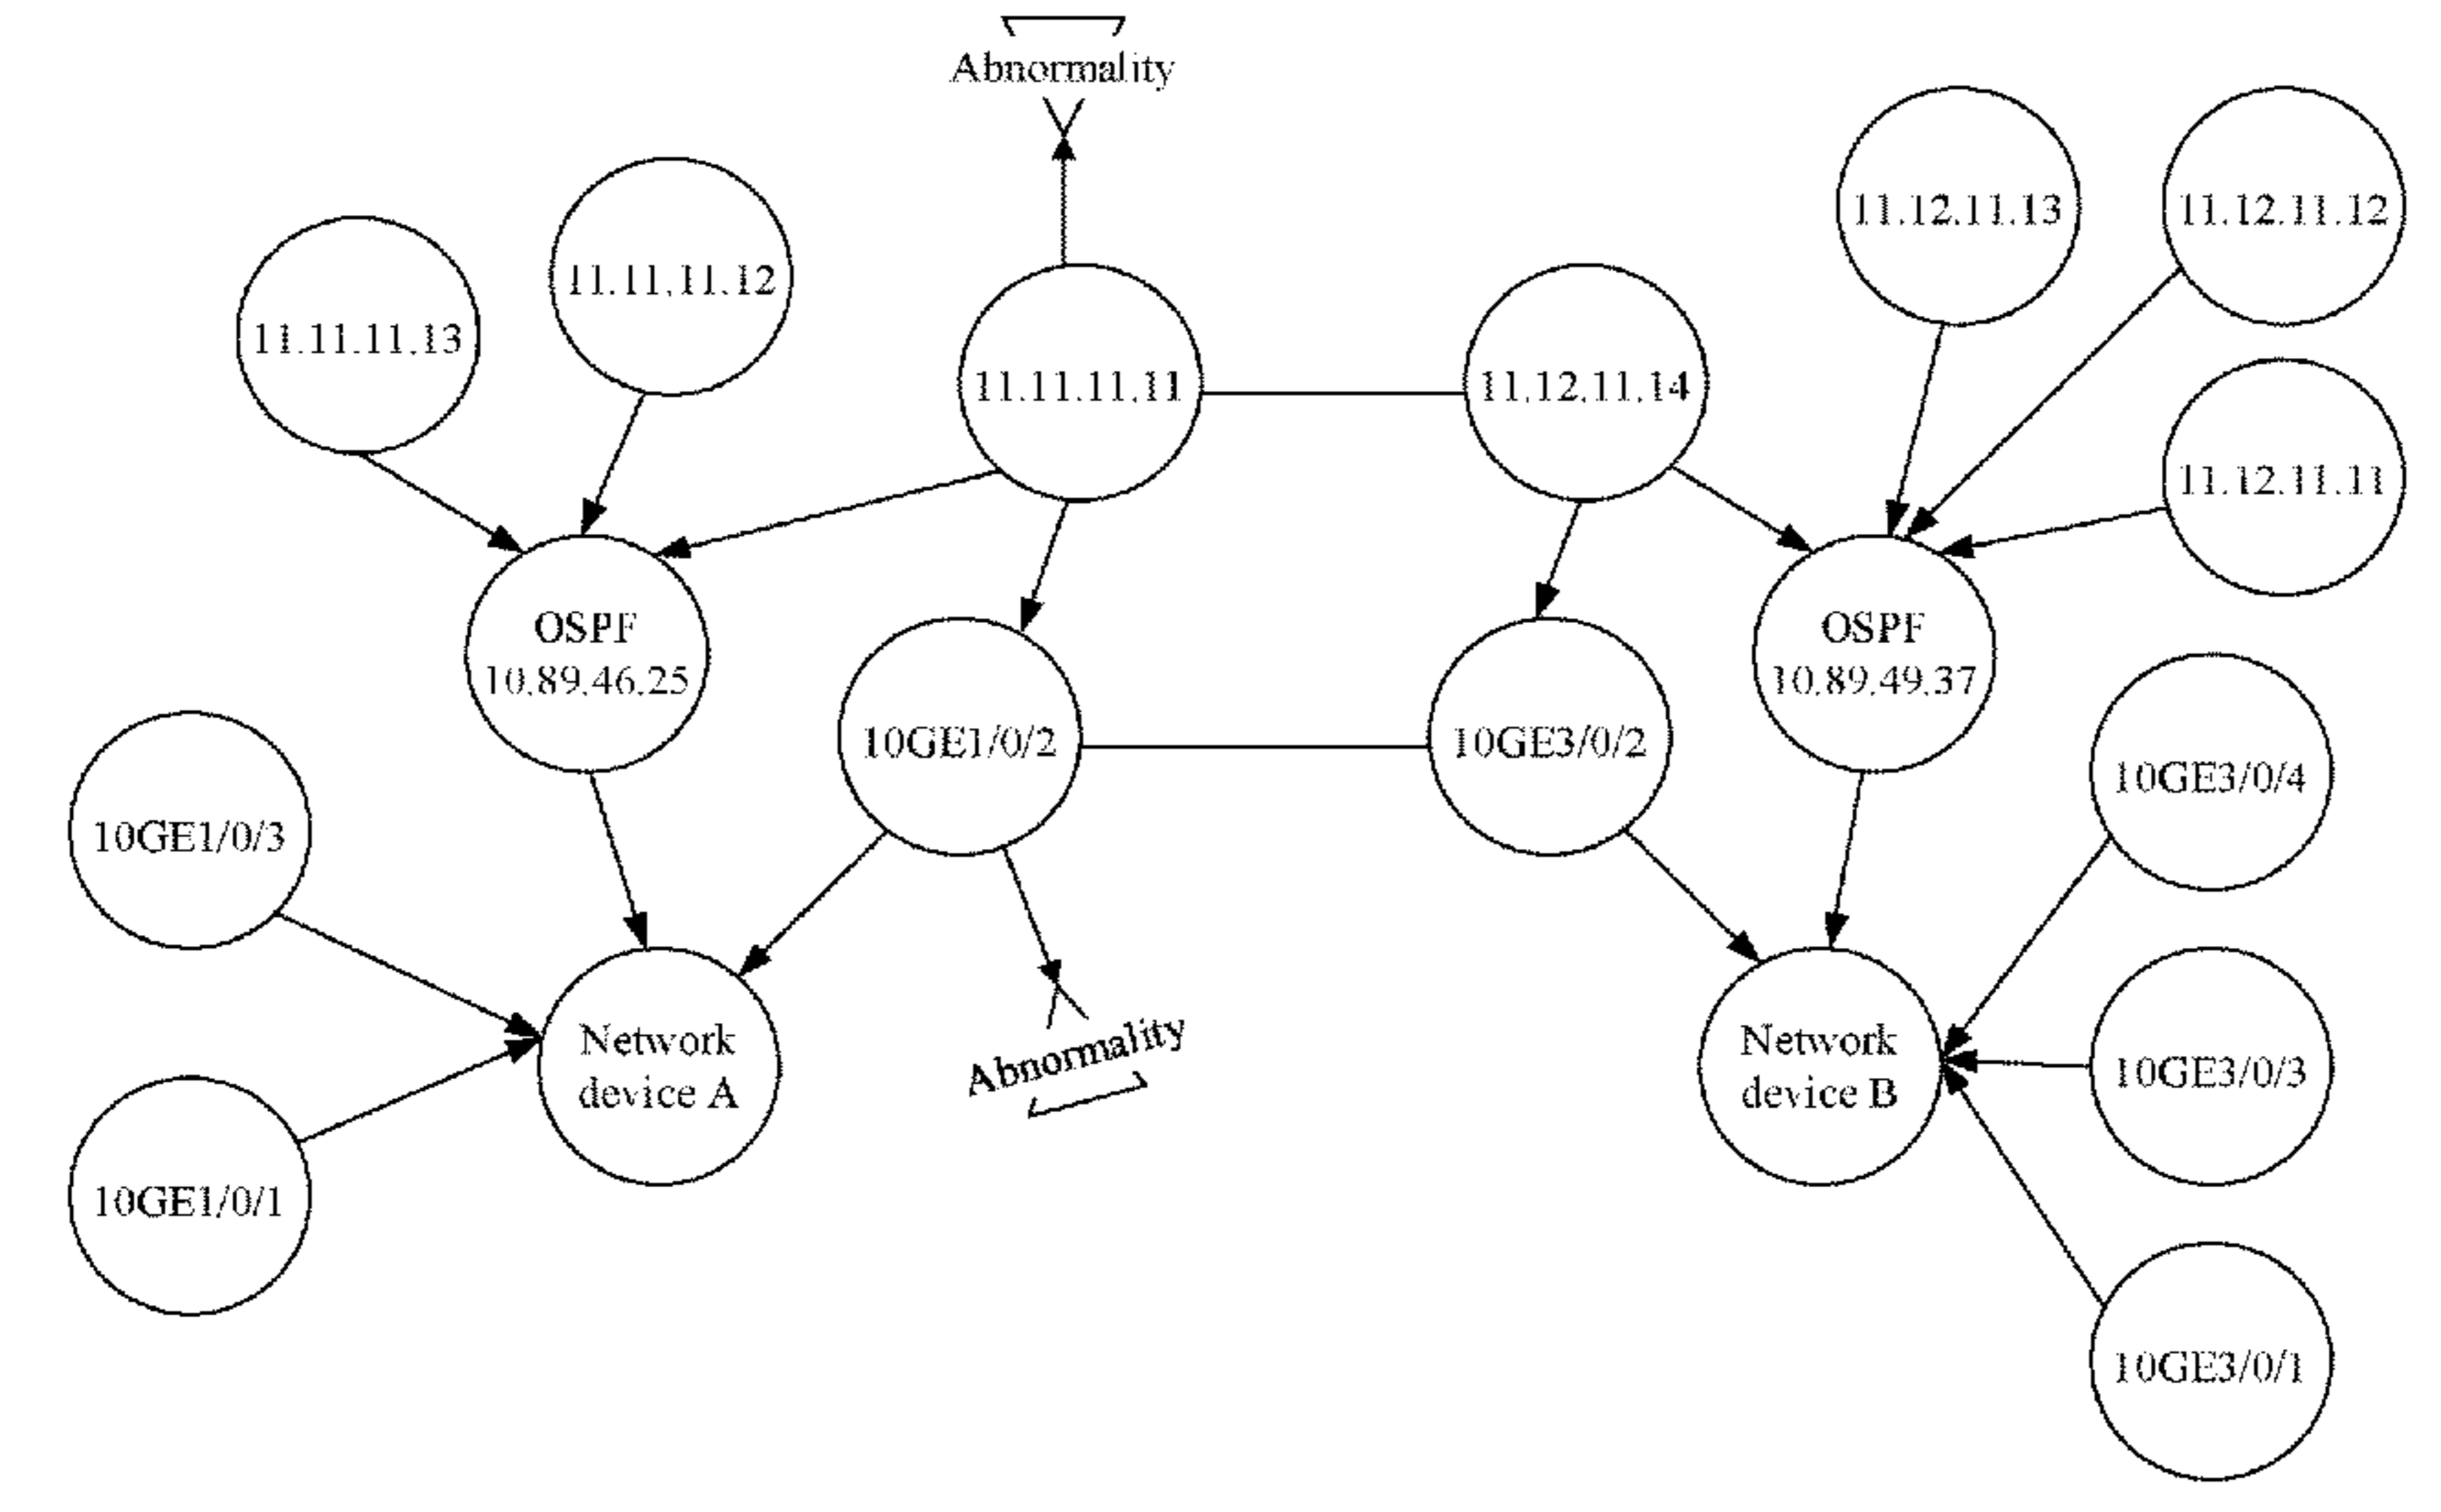 Abnormality
11.12.11.13
11.12.11.12
11.11.11.12
11.11.11.13
11.11.11.11
11.12.11.14
11.12.11.11
OSPF
10.89.46.25
OSPF
10.89.49.37
10GE1/0/2
10GE3/0/2
10GE3/0/4
10GE1/0/3
Network
device A
Abnormality
Network
device B
10GE3/0/3
10GE1/0/1
10GE3/0/1